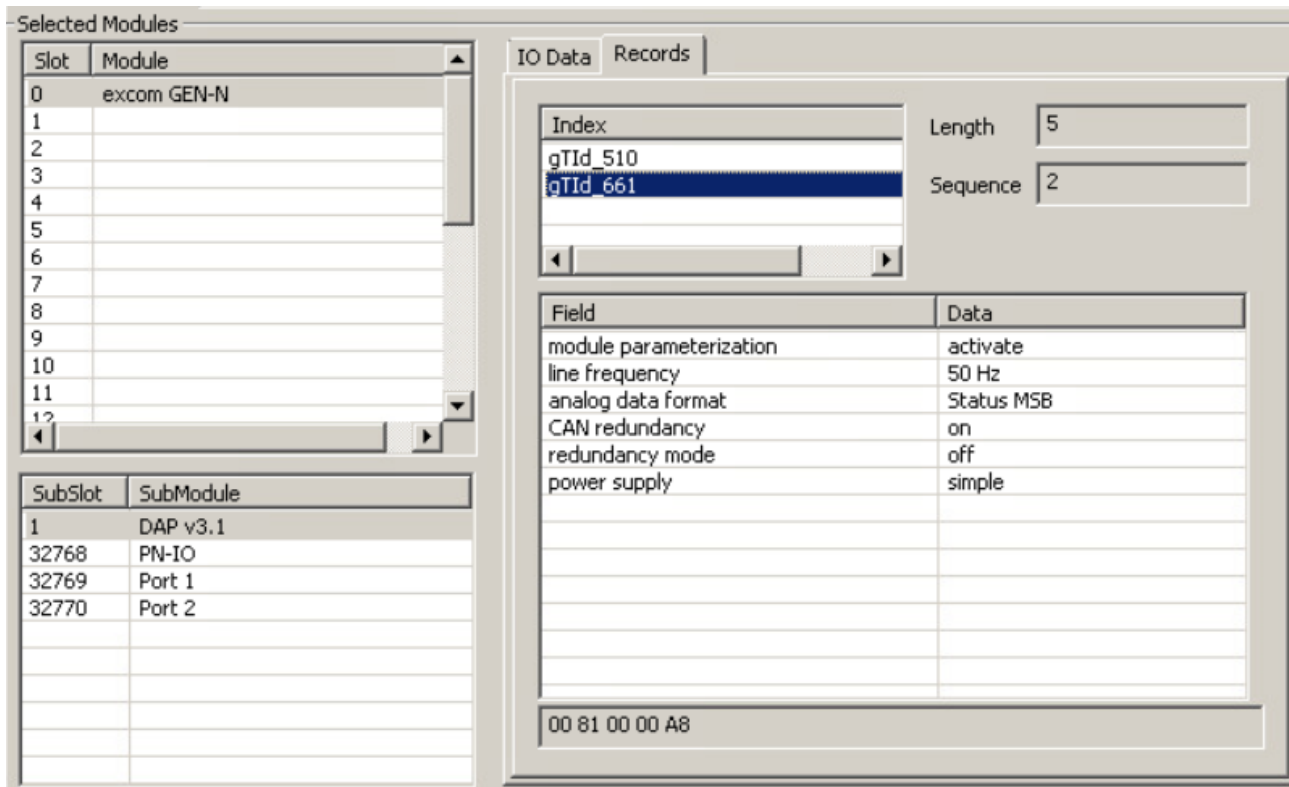 Selected Modules
Slot Module
0 excom GEN-N
1
2
3
4
5
6
7
8
9
10
11
12
SubSlot SubModule
1 DAP v3.1
32768 PN-IO
32769 Port 1
32770 Port 2
IO Data Records
Index
gTId_510
gTId_661
Length 5
Sequence 2
Field Data
module parameterization activate
line frequency 50 Hz
analog data format Status MSB
CAN redundancy on
redundancy mode off
power supply simple
00 81 00 00 A8